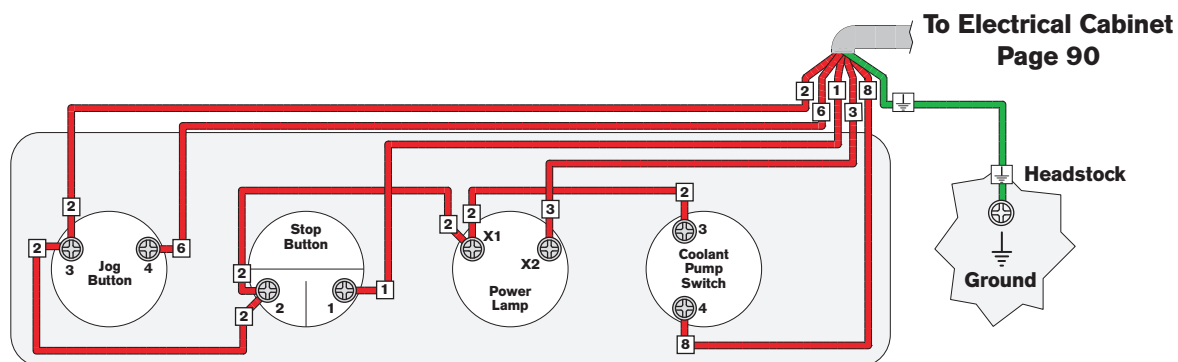 To Electrical Cabinet
Page 90
2
6
1
3
8
Headstock
Ground
2
2
3
Jog
Button
4
6
Stop
Button
2
2
2
1
1
2
2
X1
3
X2
Power
Lamp
2
3
Coolant
Pump
Switch
4
8